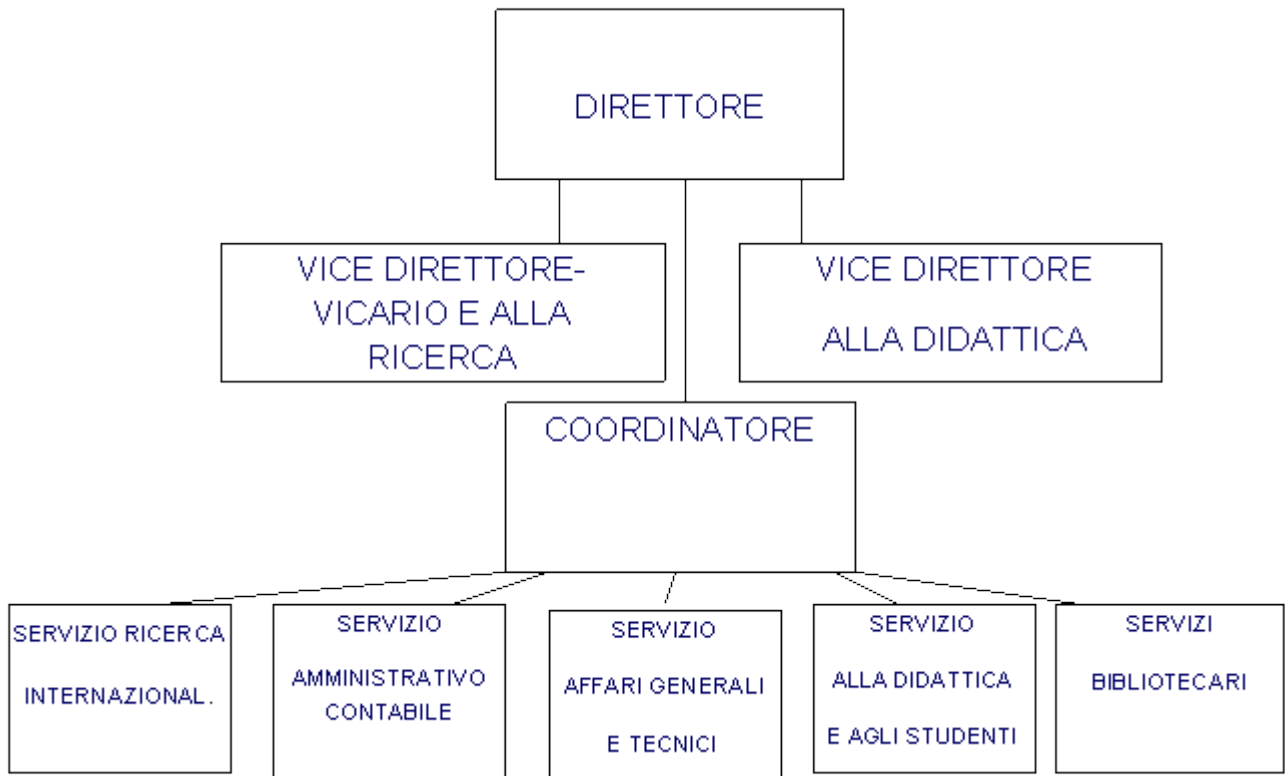 DIRETTORE
VICE DIRETTORE-
VICARIO E ALLA
RICERCA
VICE DIRETTORE
ALLA DIDATTICA
COORDINATORE
SERVIZIO RICERCA
INTERNAZIONAL.
SERVIZIO
AMMINISTRATIVO
CONTABILE
SERVIZIO
AFFARI GENERALI
E TECNICI
SERVIZIO
ALLA DIDATTICA
E AGLI STUDENTI
SERVIZI
BIBLIOTECARI